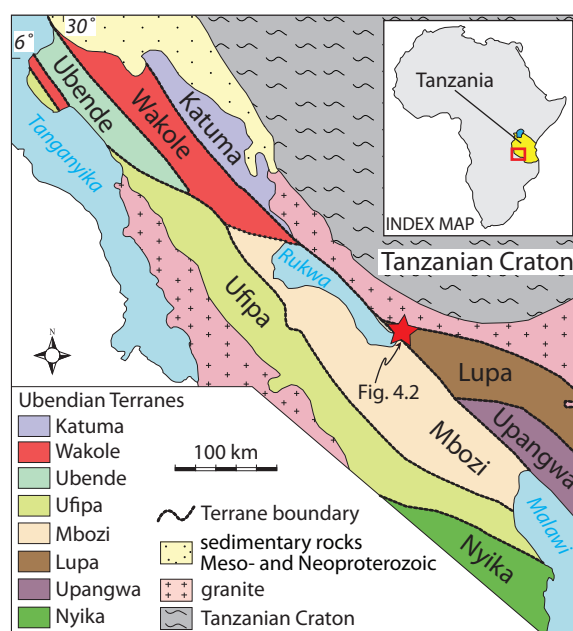 6°
30°
Ubende
Wakole
Katuma
Tanganyika
Tanzania
INDEX MAP
Tanzanian Craton
Rukwa
Ufipa
Fig. 4.2
Lupa
Upangwa
Mbozi
Malawi
Nyika
N
100 km
Ubendian Terranes
Katuma
Wakole
Ubende
Ufipa
Mbozi
Lupa
Upangwa
Nyika
Terrane boundary
sedimentary rocks
Meso- and Neoproterozoic
granite
Tanzanian Craton